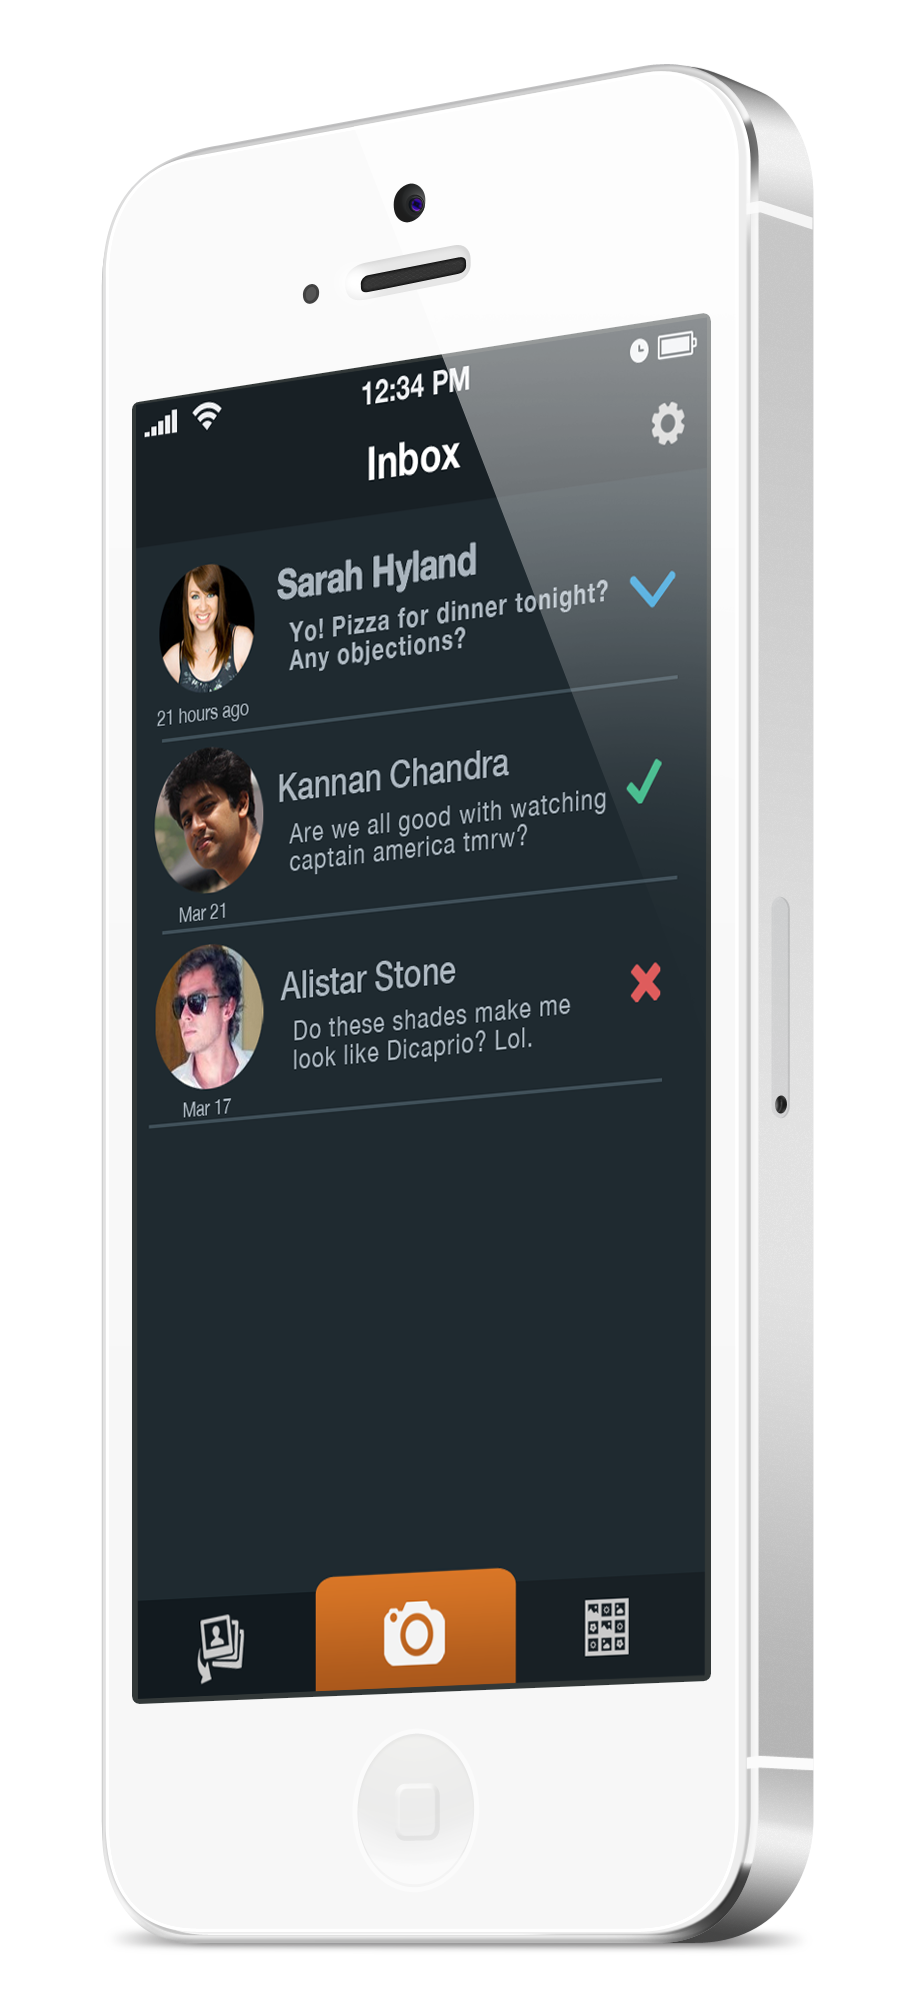 12:34 PM
Inbox
Sarah Hyland
Yo! Pizza for dinner tonight?
Any objections?
21 hours ago
Kannan Chandra
Are we all good with watching
captain america tmrw?
Mar 21
Alistar Stone
Do these shades make me
look like Dicaprio? Lol.
Mar 17